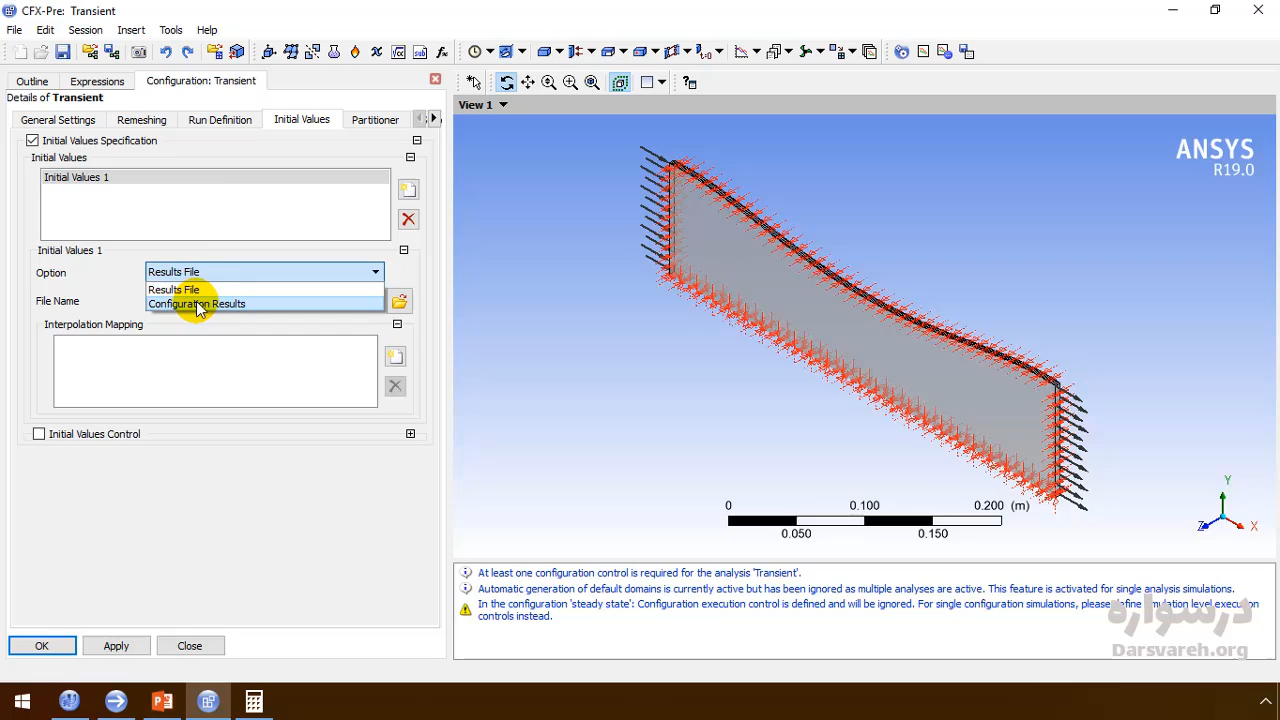 CFX-Pre: Transient
File Edit Session Insert Tools Help
Outline Expressions Configuration: Transient
Details of Transient
General Settings Remeshing Run Definition Initial Values Partitioner
Initial Values Specification
Initial Values
Initial Values 1
Initial Values 1
Option Results File
Results File
Configuration Results
File Name
Interpolation Mapping
Initial Values Control
OK Apply Close
View 1
ANSYS
R19.0
0 0.100 0.200 (m)
0.050 0.150
Y
Z X
At least one configuration control is required for the analysis 'Transient'.
Automatic generation of default domains is currently active but has been ignored as multiple analyses are active. This feature is activated for single analysis simulations.
In the configuration 'steady state': Configuration execution control is defined and will be ignored. For single configuration simulations, please define simulation level execution
controls instead.
درسواره
Darsvareh.org